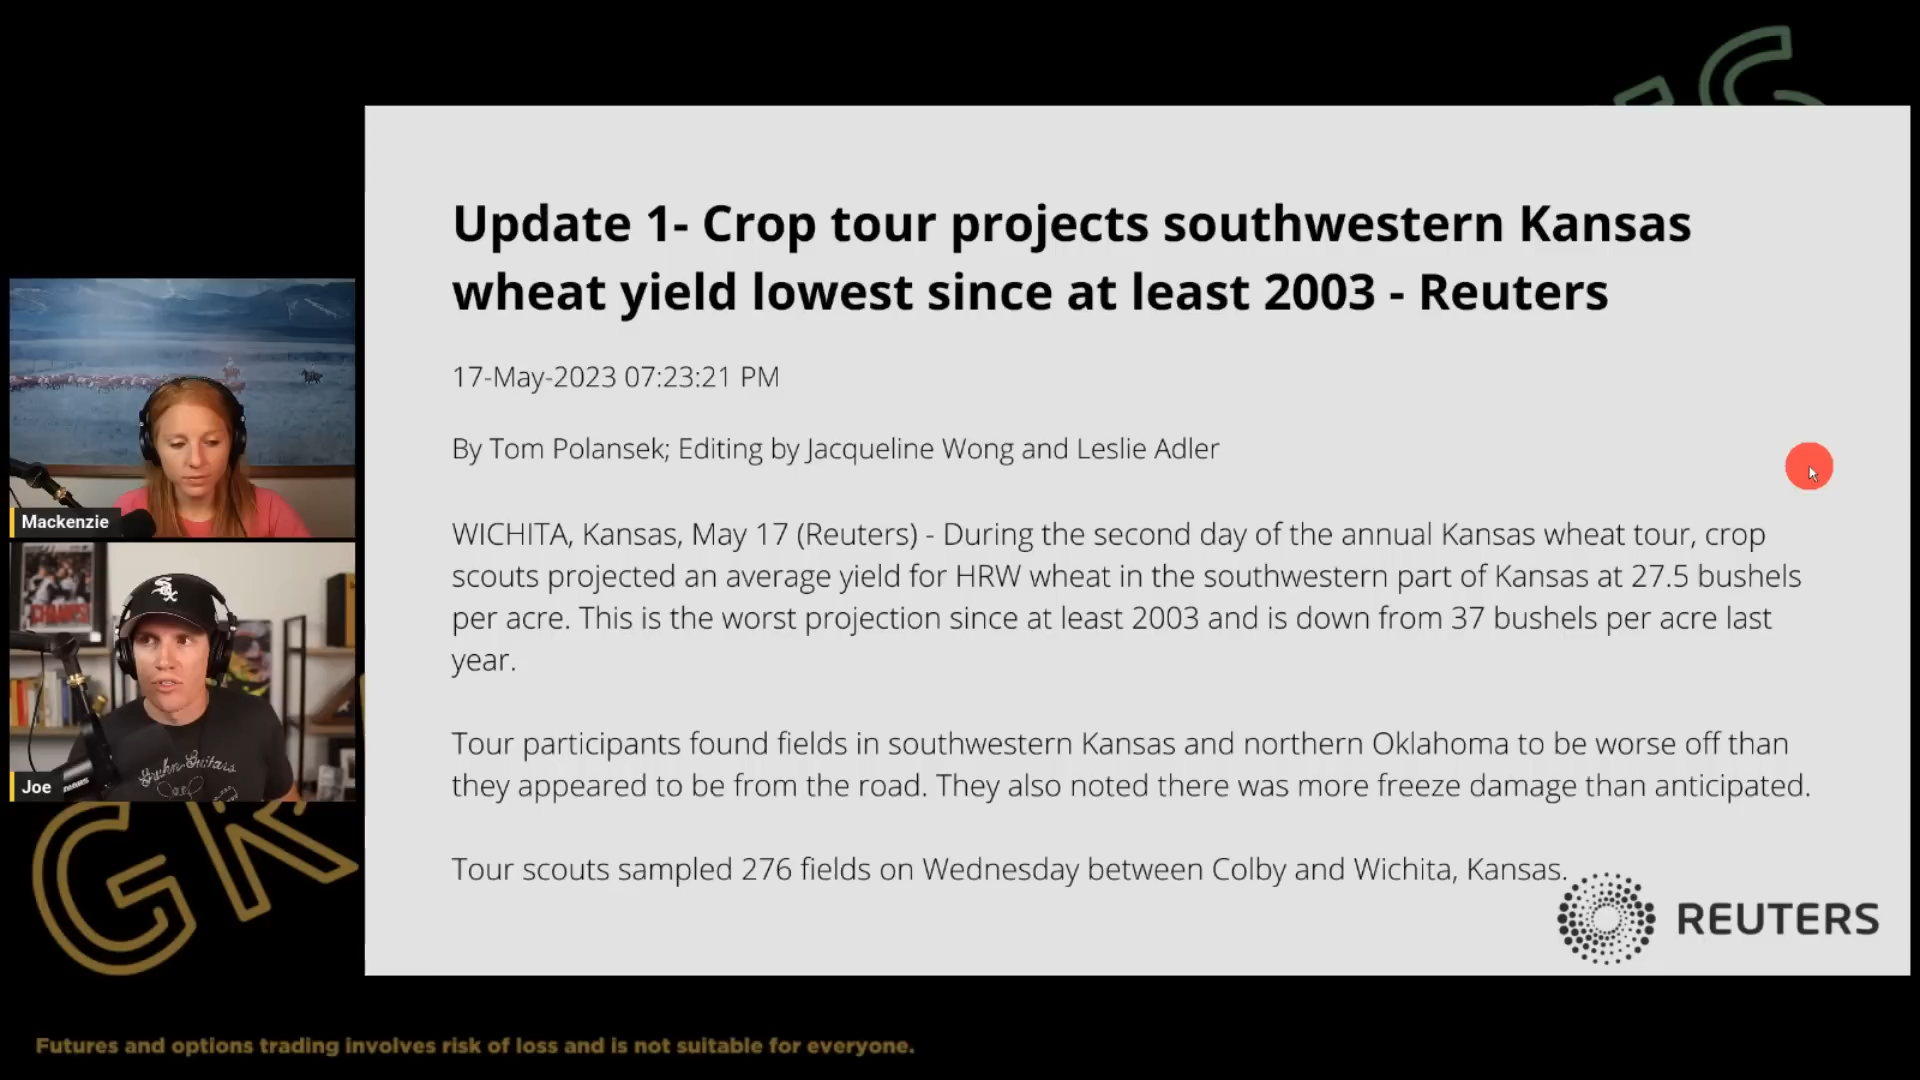 Update 1- Crop tour projects southwestern Kansas
wheat yield lowest since at least 2003 - Reuters
17-May-2023 07:23:21 PM
By Tom Polansek; Editing by Jacqueline Wong and Leslie Adler
WICHITA, Kansas, May 17 (Reuters) - During the second day of the annual Kansas wheat tour, crop
scouts projected an average yield for HRW wheat in the southwestern part of Kansas at 27.5 bushels
per acre. This is the worst projection since at least 2003 and is down from 37 bushels per acre last
year.
Tour participants found fields in southwestern Kansas and northern Oklahoma to be worse off than
they appeared to be from the road. They also noted there was more freeze damage than anticipated.
Tour scouts sampled 276 fields on Wednesday between Colby and Wichita, Kansas.
REUTERS
Mackenzie
CHAMPS!
Sox
Gruhn Guitars
Joe
GR
Futures and options trading involves risk of loss and is not suitable for everyone.